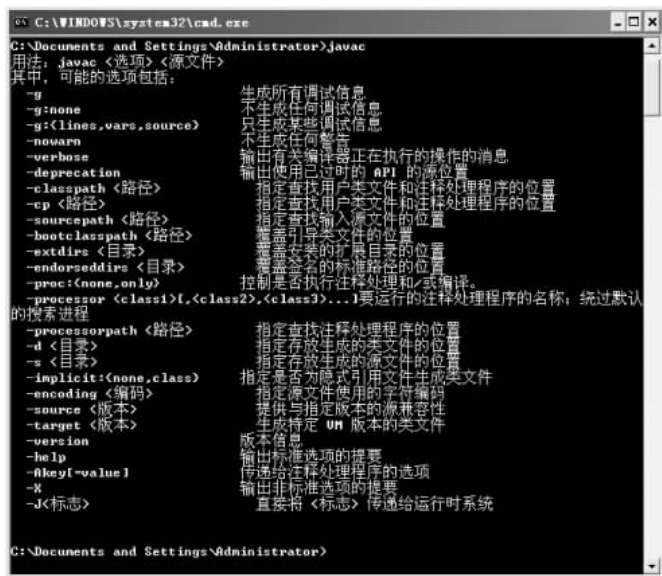 C:\WINDOWS\system32\cmd.exe
C:\Documents and Settings\Administrator>javac
用法: javac <选项> <源文件>
其中, 可能的选项包括:
-g 生成所有调试信息
-g:none 不生成任何调试信息
-g:{lines,vars,source} 只生成某些调试信息
-nowarn 不生成任何警告
-verbose 输出有关编译器正在执行的操作的消息
-deprecation 输出使用已过时的 API 的源位置
-classpath <路径> 指定查找用户类文件和注释处理程序的位置
-cp <路径> 指定查找用户类文件和注释处理程序的位置
-sourcepath <路径> 指定查找输入源文件的位置
-bootclasspath <路径> 覆盖引导类文件的位置
-extdirs <目录> 覆盖安装的扩展目录的位置
-endorseddirs <目录> 覆盖签名的标准路径的位置
-proc:{none,only} 控制是否执行注释处理和/或编译。
-processor <class1>[,<class2>,<class3>...]要运行的注释处理程序的名称; 绕过默认
的搜索进程
-processorpath <路径> 指定查找注释处理程序的位置
-d <目录> 指定存放生成的类文件的位置
-s <目录> 指定存放生成的源文件的位置
-implicit:{none,class} 指定是否为隐式引用文件生成类文件
-encoding <编码> 指定源文件使用的字符编码
-source <版本> 提供与指定版本的源兼容性
-target <版本> 生成特定 VM 版本的类文件
-version 版本信息
-help 输出标准选项的提要
-Akey[=value] 传递给注释处理程序的选项
-X 输出非标准选项的提要
-J<标志> 直接将 <标志> 传递给运行时系统
C:\Documents and Settings\Administrator>